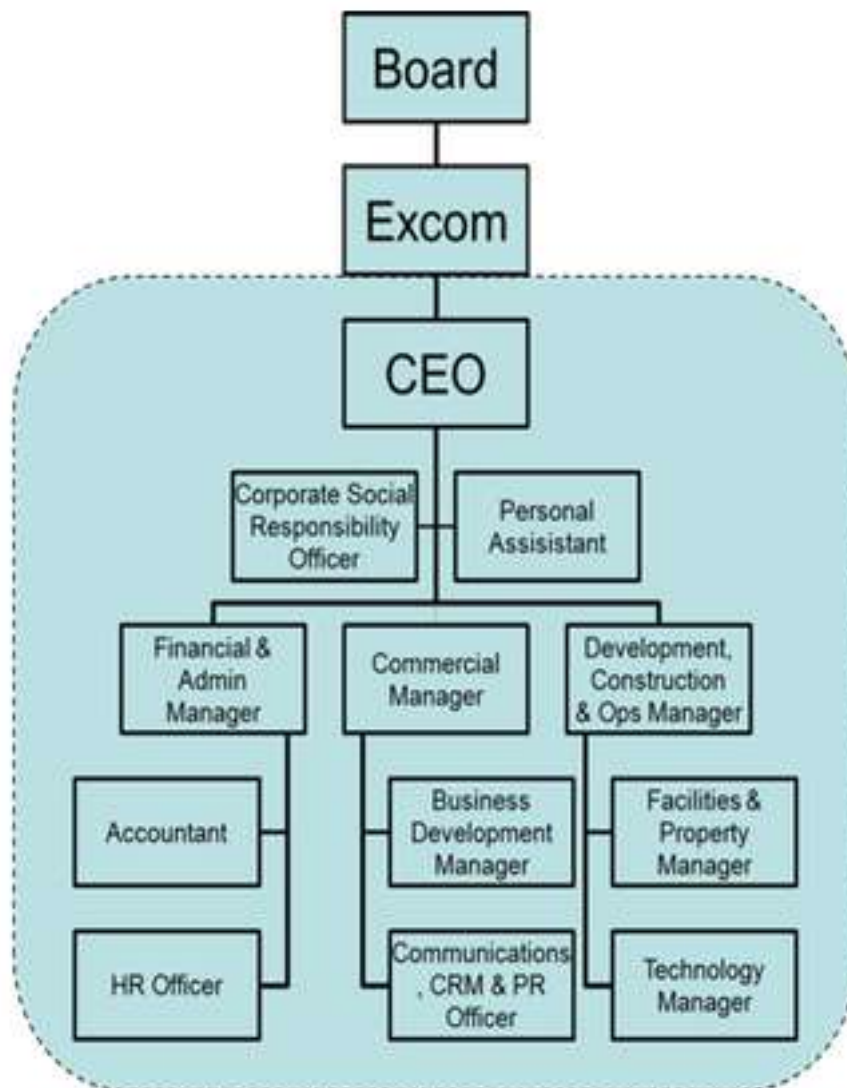 Board
Excom
CEO
Corporate Social
Responsibility
Officer
Personal
Assisistant
Financial &
Admin
Manager
Commercial
Manager
Development,
Construction
& Ops Manager
Accountant
Business
Development
Manager
Facilities &
Property
Manager
HR Officer
Communications
, CRM & PR
Officer
Technology
Manager